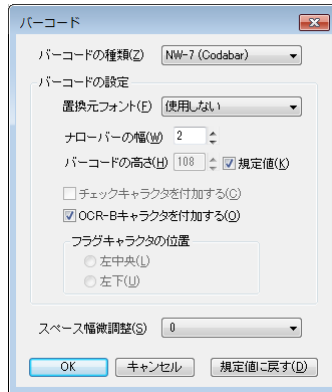 バーコード
バーコードの種類(Z) NW-7 (Codabar)
バーコードの設定
置換元フォント(F) 使用しない
ナローバーの幅(W) 2
バーコードの高さ(H) 108 規定値(K)
チェックキャラクタを付加する(C)
OCR-Bキャラクタを付加する(O)
フラグキャラクタの位置
左中央(L)
左下(U)
スペース幅微調整(S) 0
OK キャンセル 規定値に戻す(D)